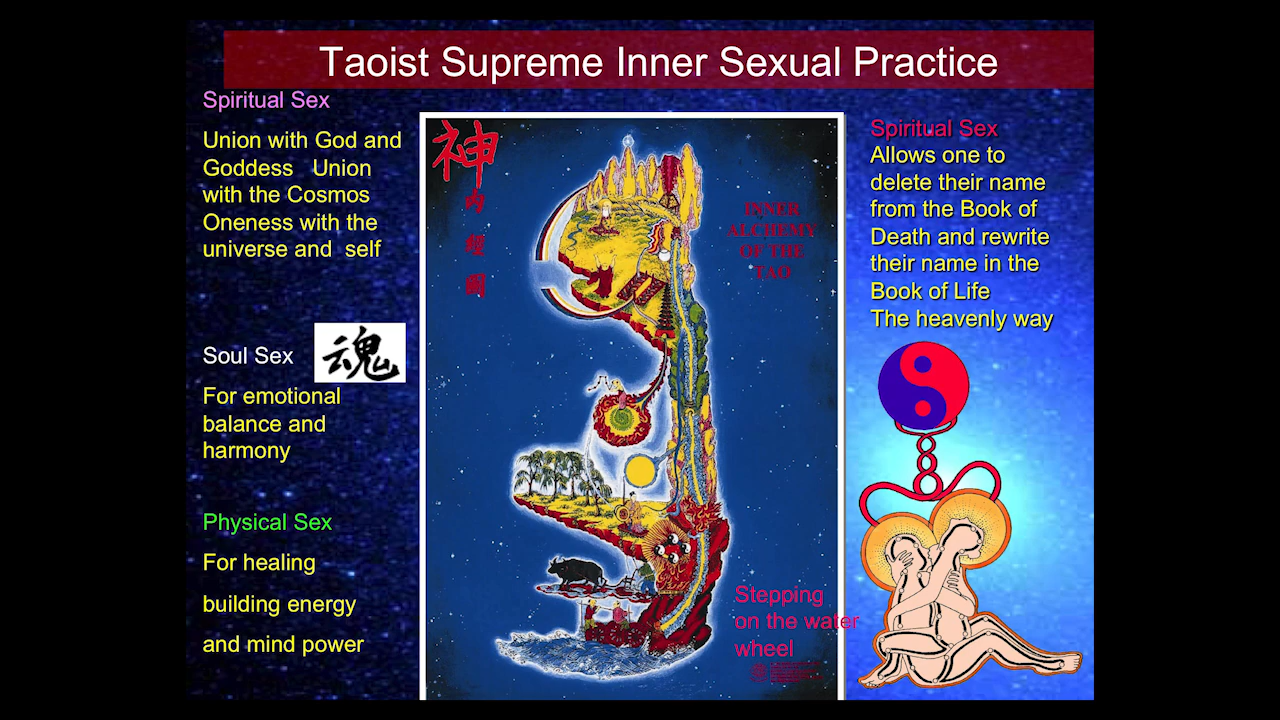 Taoist Supreme Inner Sexual Practice
Spiritual Sex
Union with God and
Goddess Union
with the Cosmos
Oneness with the
universe and self
Soul Sex
魂
For emotional
balance and
harmony
Physical Sex
For healing
building energy
and mind power
神
內
經
圖
INNER
ALCHEMY
OF THE
TAO
Stepping
on the water
wheel
Spiritual Sex
Allows one to
delete their name
from the Book of
Death and rewrite
their name in the
Book of Life
The heavenly way